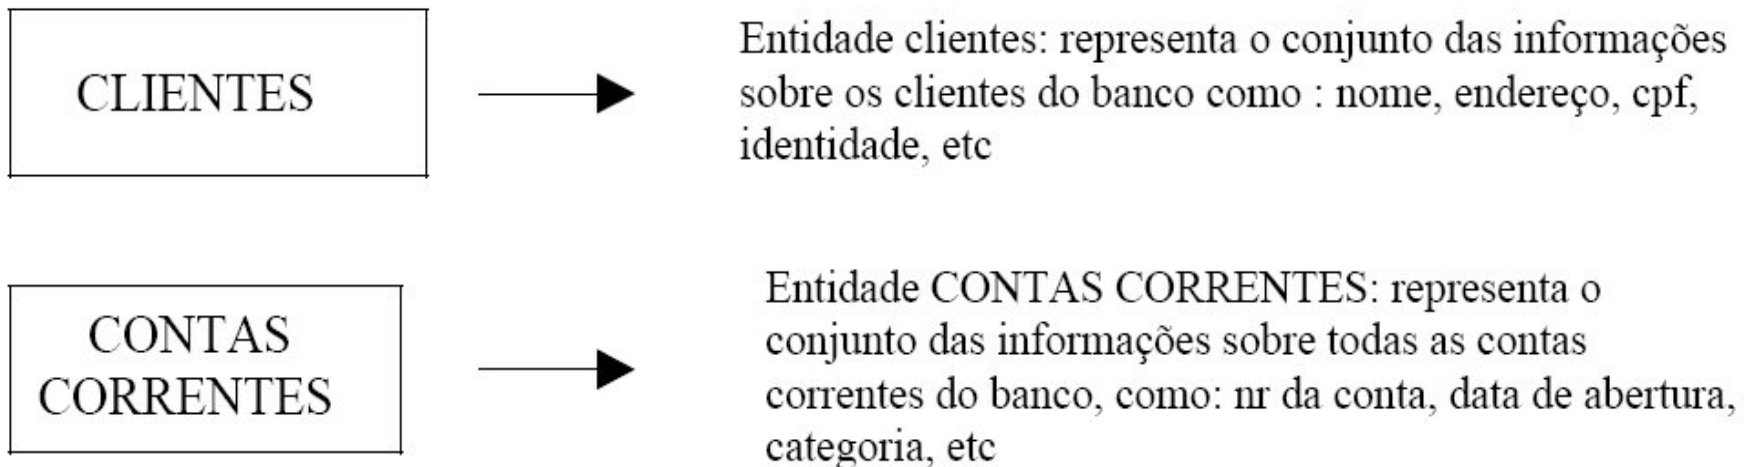 CLIENTES
Entidade clientes: representa o conjunto das informações
sobre os clientes do banco como : nome, endereço, cpf,
identidade, etc
CONTAS
CORRENTES
Entidade CONTAS CORRENTES: representa o
conjunto das informações sobre todas as contas
correntes do banco, como: nr da conta, data de abertura,
categoria, etc